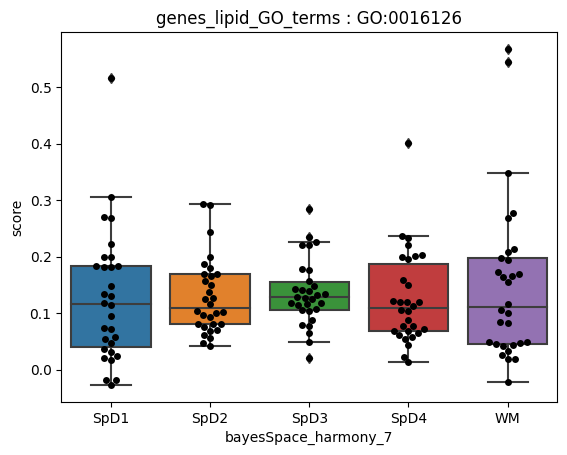 genes_lipid_GO_terms : GO:0016126
score
0.5
0.4
0.3
0.2
0.1
0.0
SpD1 SpD2 SpD3 SpD4 WM
bayesSpace_harmony_7